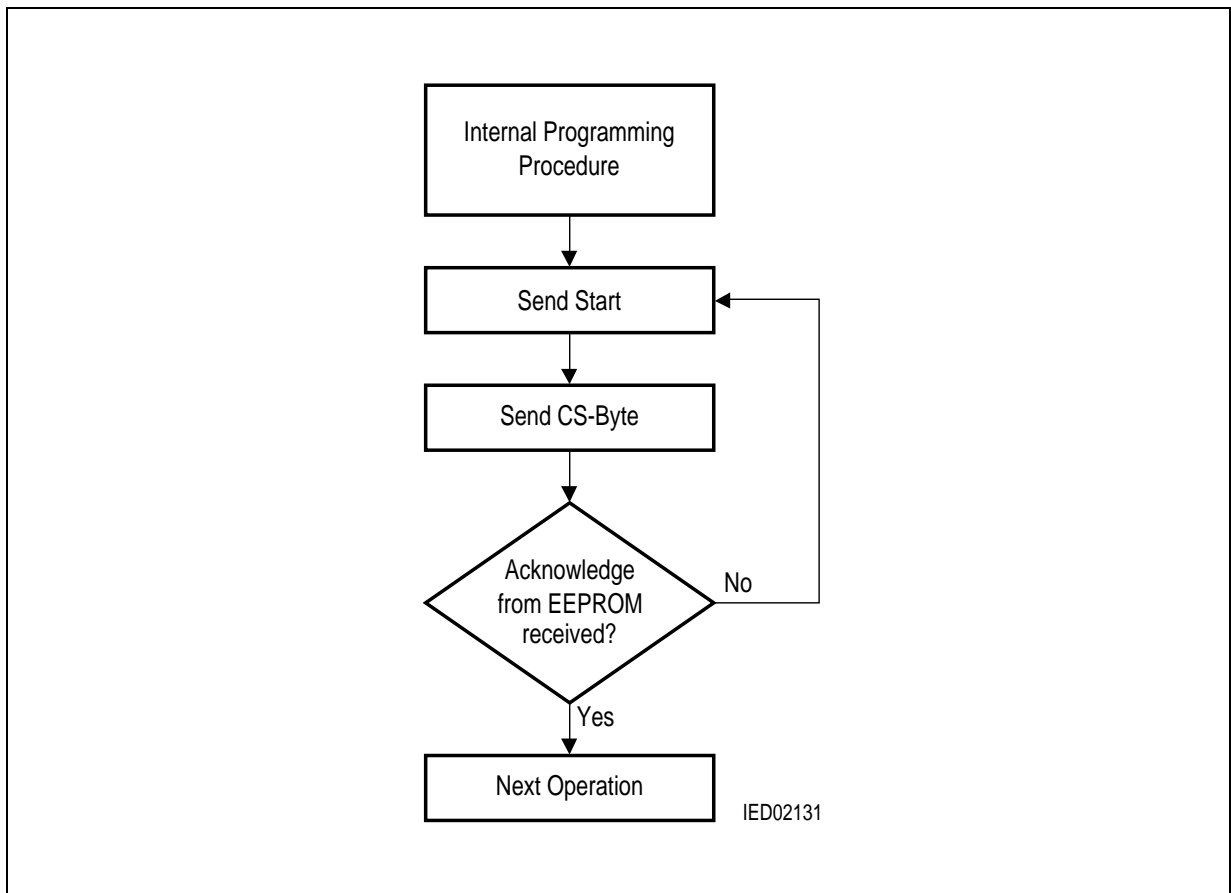 Internal Programming
Procedure
Send Start
Send CS-Byte
Acknowledge
from EEPROM
received?
No
Yes
Next Operation
IED02131